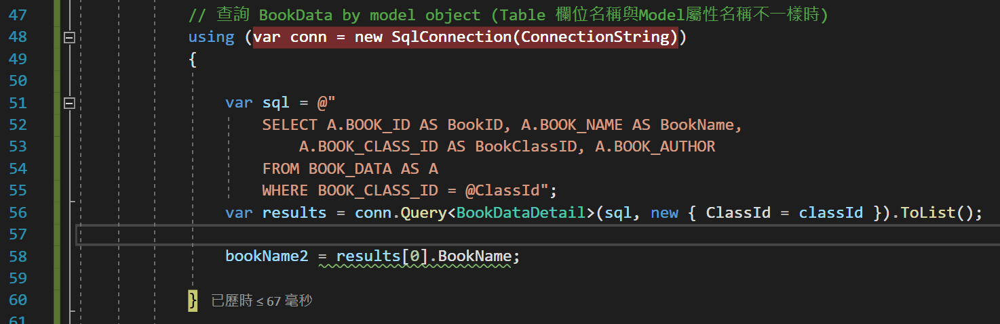 47 // 查詢 BookData by model object (Table 欄位名稱與Model屬性名稱不一樣時)
48 using (var conn = new SqlConnection(ConnectionString))
49 {
50
51 var sql = @"
52 SELECT A.BOOK_ID AS BookID, A.BOOK_NAME AS BookName,
53 A.BOOK_CLASS_ID AS BookClassID, A.BOOK_AUTHOR
54 FROM BOOK_DATA AS A
55 WHERE BOOK_CLASS_ID = @ClassId";
56 var results = conn.Query<BookDataDetail>(sql, new { ClassId = classId }).ToList();
57
58 bookName2 = results[0].BookName;
59
60 } 已歷時 ≤ 67 毫秒
61